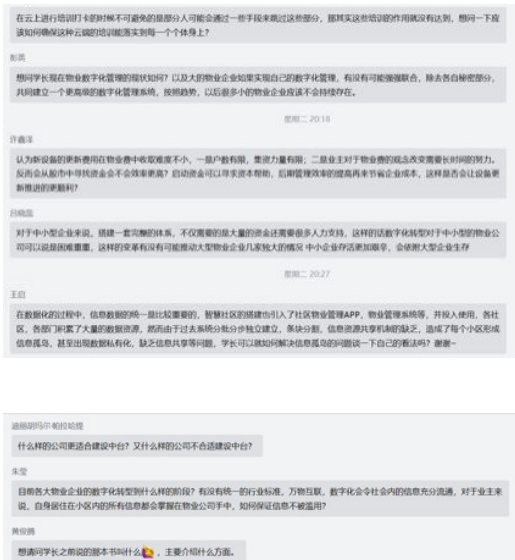 在云上进行培训打卡的时候不可避免的是部分人可能会通过一些手段来跳过这些部分，那其实这些培训的作用就没有达到，想问一下应
该如何确保这种云端的培训能落实到每一个个体身上？
彭英
想问学长现在物业数字化管理的现状如何？以及大的物业企业如果实现自己的数字化管理，有没有可能强强联合，除去各自秘密部分，
共同建立一个更高级的数字化管理系统，按照趋势，以后很多小的物业企业应该不会持续存在。
星期二 20:18
许鑫泽
认为新设备的更新费用在物业费中收取难度不小，一是户数有限，集资力量有限；二是业主对于物业费的观念改变需要长时间的努力。
反而会从股市中寻找资金会不会效率更高？启动资金可以寻求资本帮助，后期管理效率的提高再来节省企业成本，这样是否会让设备更
新推进的更顺利？
吕晓蕊
对于中小型企业来说，搭建一套完整的体系，不仅需要的是大量的资金还需要很多人力支持，这样的话数字化转型对于中小型的物业公
司可以说是困难重重，这样的变革有没有可能推动大型物业企业几家独大的情况 中小企业存活更加艰辛，会依附大型企业生存
星期二 20:27
王启
在数据化的过程中，信息数据的统一是比较重要的，智慧社区的搭建也引入了社区物业管理APP，物业管理系统等，并投入使用，各社
区，各部门积累了大量的数据资源，然而由于过去系统分批分步独立建立，条块分割，信息资源共享机制的缺乏，造成了每个小区形成
信息孤岛，甚至出现数据私有化，缺乏信息共享等问题，学长可以就如何解决信息孤岛的问题谈一下自己的看法吗？谢谢~
迪丽胡玛尔·帕拉哈提
什么样的公司更适合建设中台？又什么样的公司不合适建设中台？
朱莹
目前各大物业企业的数字化转型到什么样的阶段？有没有统一的行业标准，万物互联，数字化会令社会内的信息充分流通，对于业主来
说，自身居住在小区内的所有信息都会掌握在物业公司手中，如何保证信息不被滥用？
黄俊腾
想请问学长之前说的那本书叫什么，主要介绍什么方面。